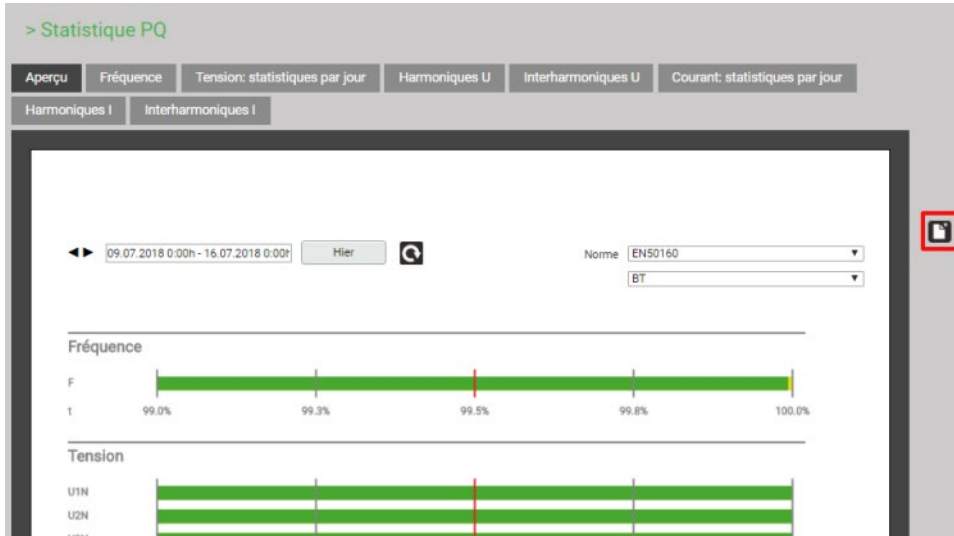 > Statistique PQ
Aperçu Fréquence Tension: statistiques par jour Harmoniques U Interharmoniques U Courant: statistiques par jour
Harmoniques I Interharmoniques I
09.07.2018 0:00h - 16.07.2018 0:00h Hier Norme EN50160
BT
Fréquence
F
t 99.0% 99.3% 99.5% 99.8% 100.0%
Tension
U1N
U2N